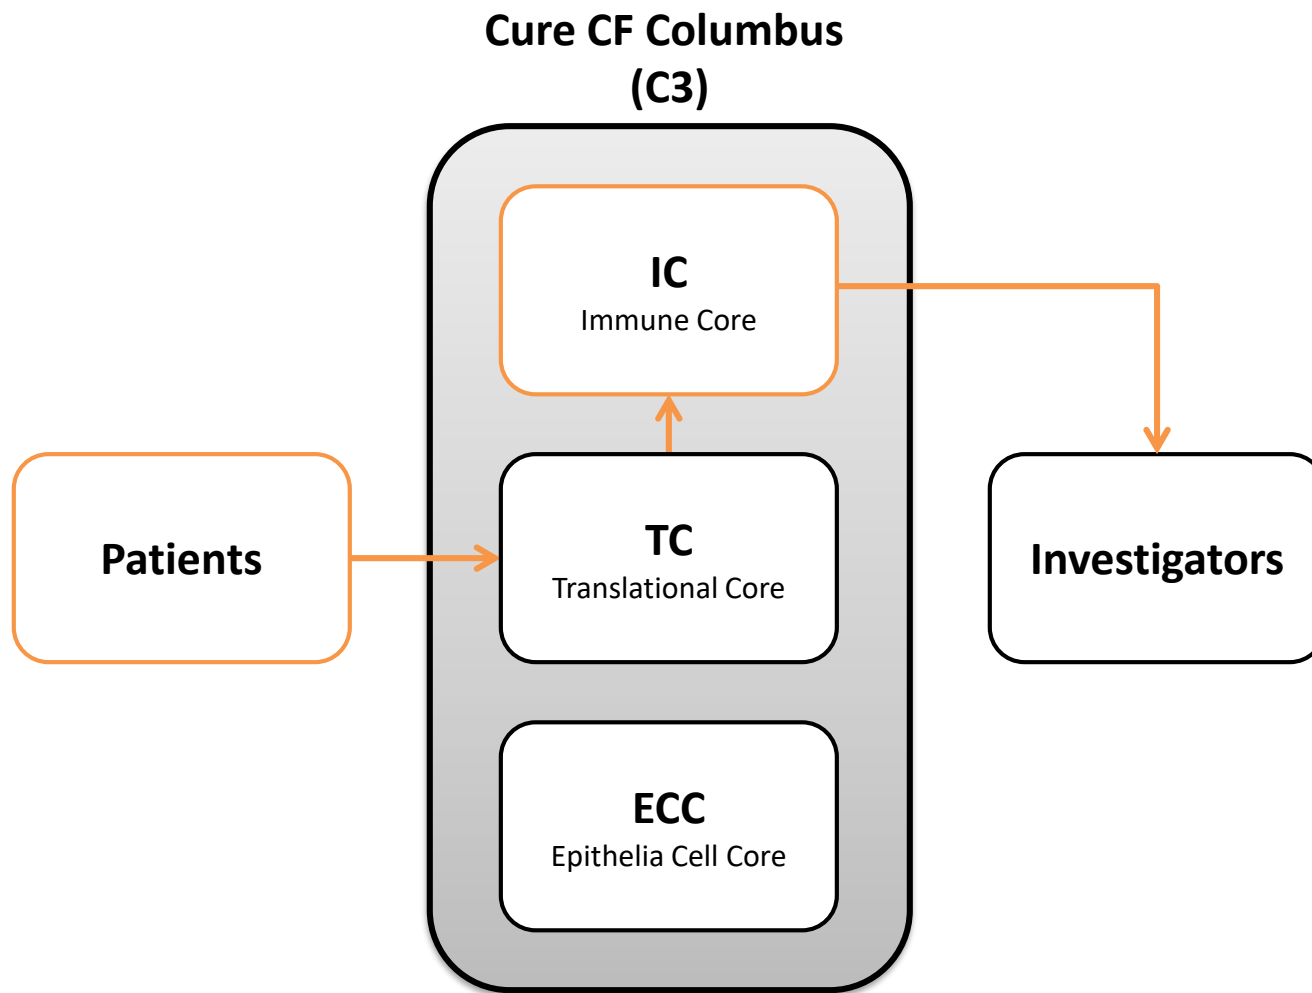 Cure CF Columbus
(C3)
IC
Immune Core
Patients
TC
Translational Core
Investigators
ECC
Epithelia Cell Core